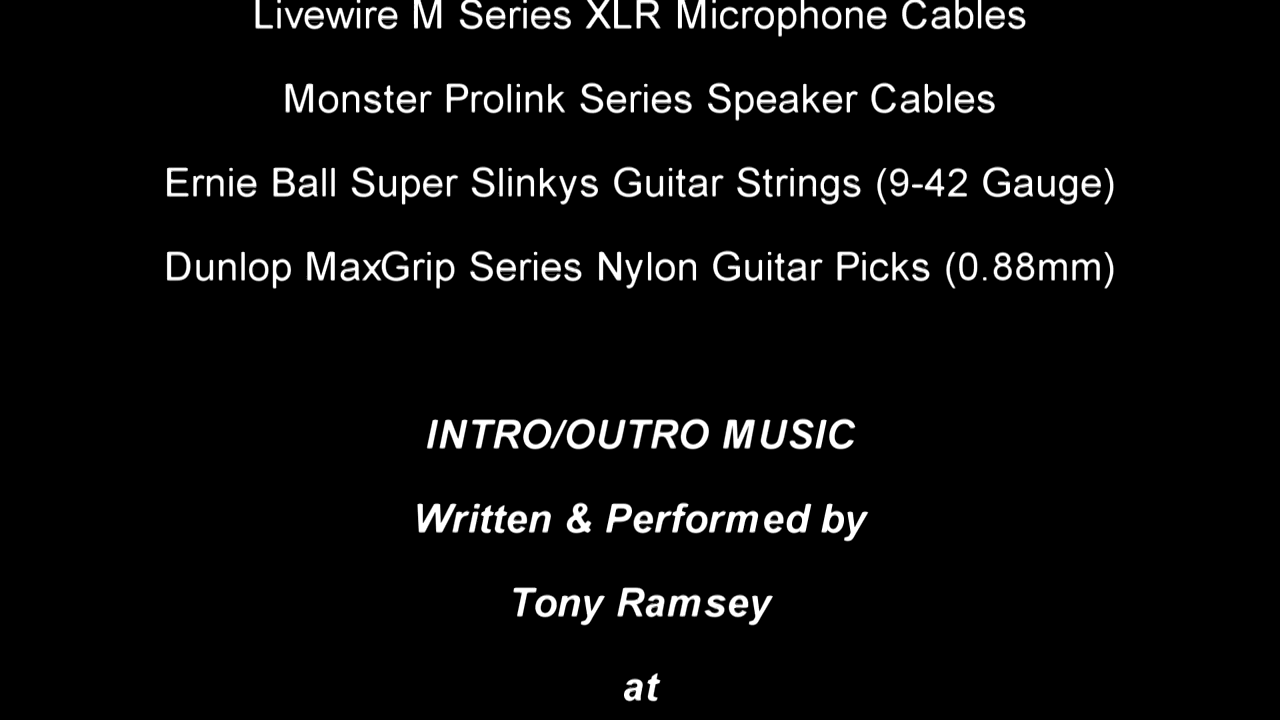 Livewire M Series XLR Microphone Cables
Monster Prolink Series Speaker Cables
Ernie Ball Super Slinkys Guitar Strings (9-42 Gauge)
Dunlop MaxGrip Series Nylon Guitar Picks (0.88mm)
INTRO/OUTRO MUSIC
Written & Performed by
Tony Ramsey
at